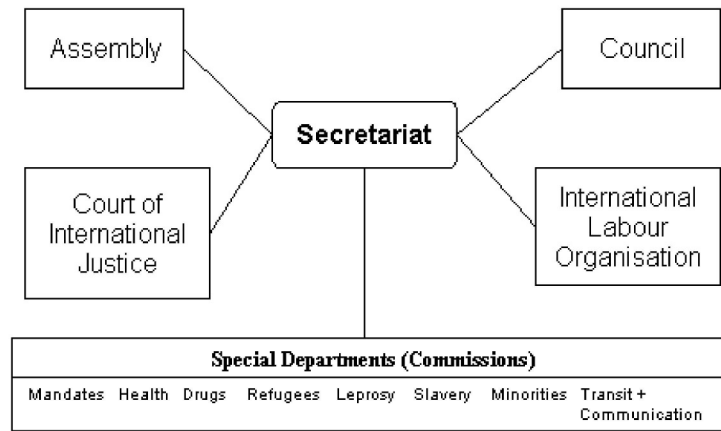 Assembly
Council
Secretariat
Court of
International
Justice
International
Labour
Organisation
Special Departments (Commissions)
Mandates Health Drugs Refugees Leprosy Slavery Minorities Transit +
Communication